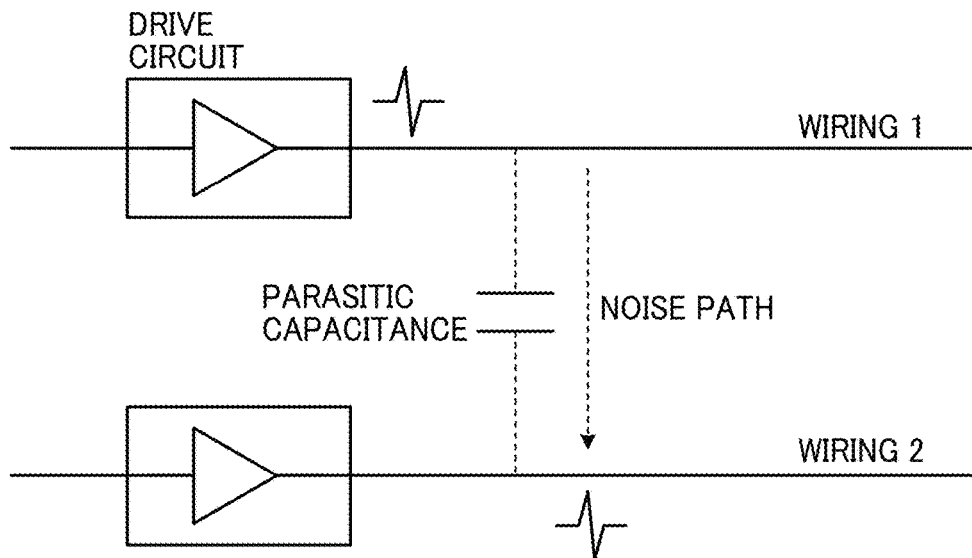 DRIVE
CIRCUIT
WIRING 1
PARASITIC
CAPACITANCE
NOISE PATH
WIRING 2